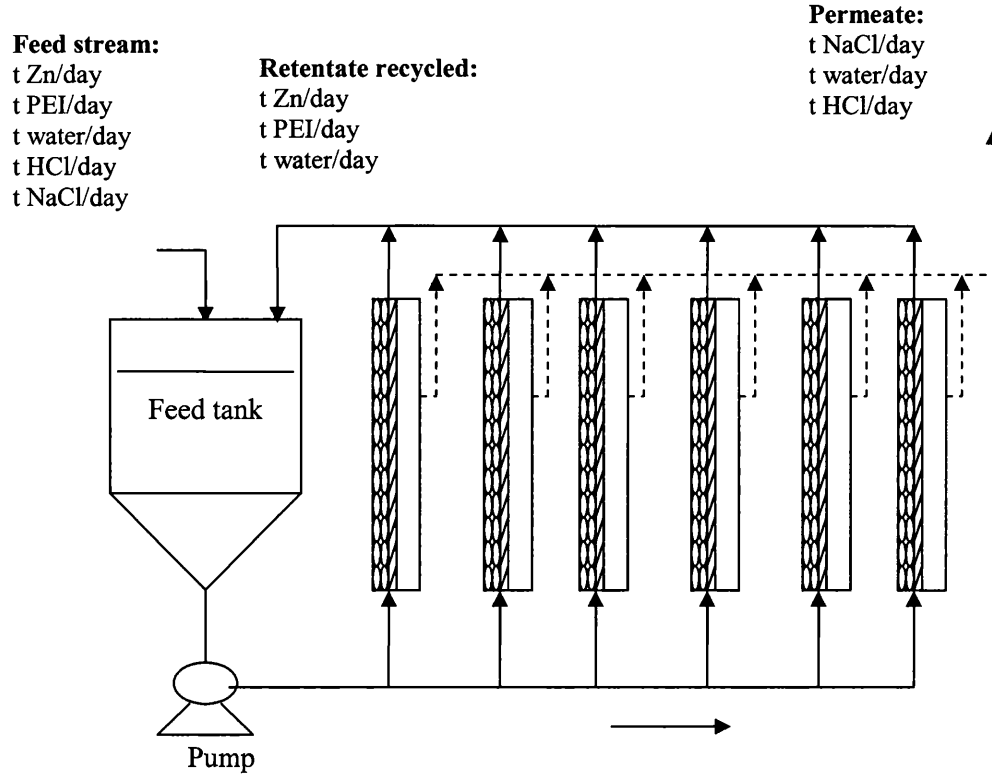 Feed stream:
t Zn/day
t PEI/day
t water/day
t HCl/day
t NaCl/day
Retentate recycled:
t Zn/day
t PEI/day
t water/day
Permeate:
t NaCl/day
t water/day
t HCl/day
Feed tank
Pump